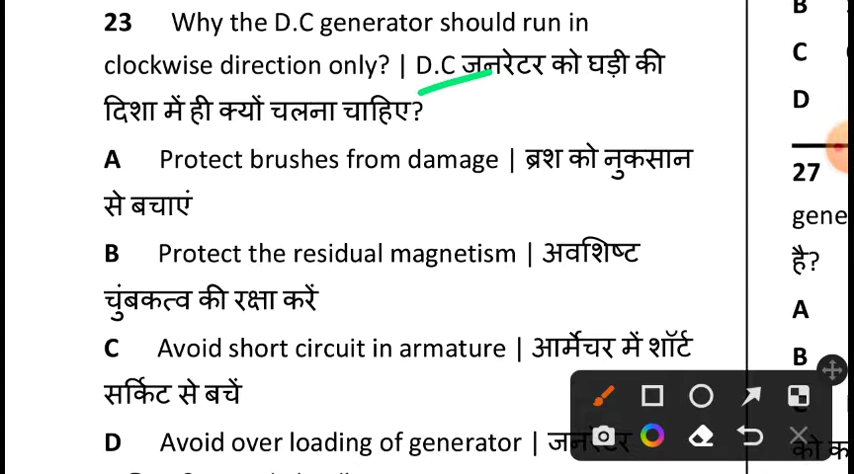 23 Why the D.C generator should run in
clockwise direction only? | D.C जनरेटर को घड़ी की
दिशा में ही क्यों चलना चाहिए?
A Protect brushes from damage | ब्रश को नुकसान
से बचाएं
B Protect the residual magnetism | अवशिष्ट
चुंबकत्व की रक्षा करें
C Avoid short circuit in armature | आर्मेचर में शॉर्ट
सर्किट से बचें
D Avoid over loading of generator |
B
C
D
27
gene
है?
A
B